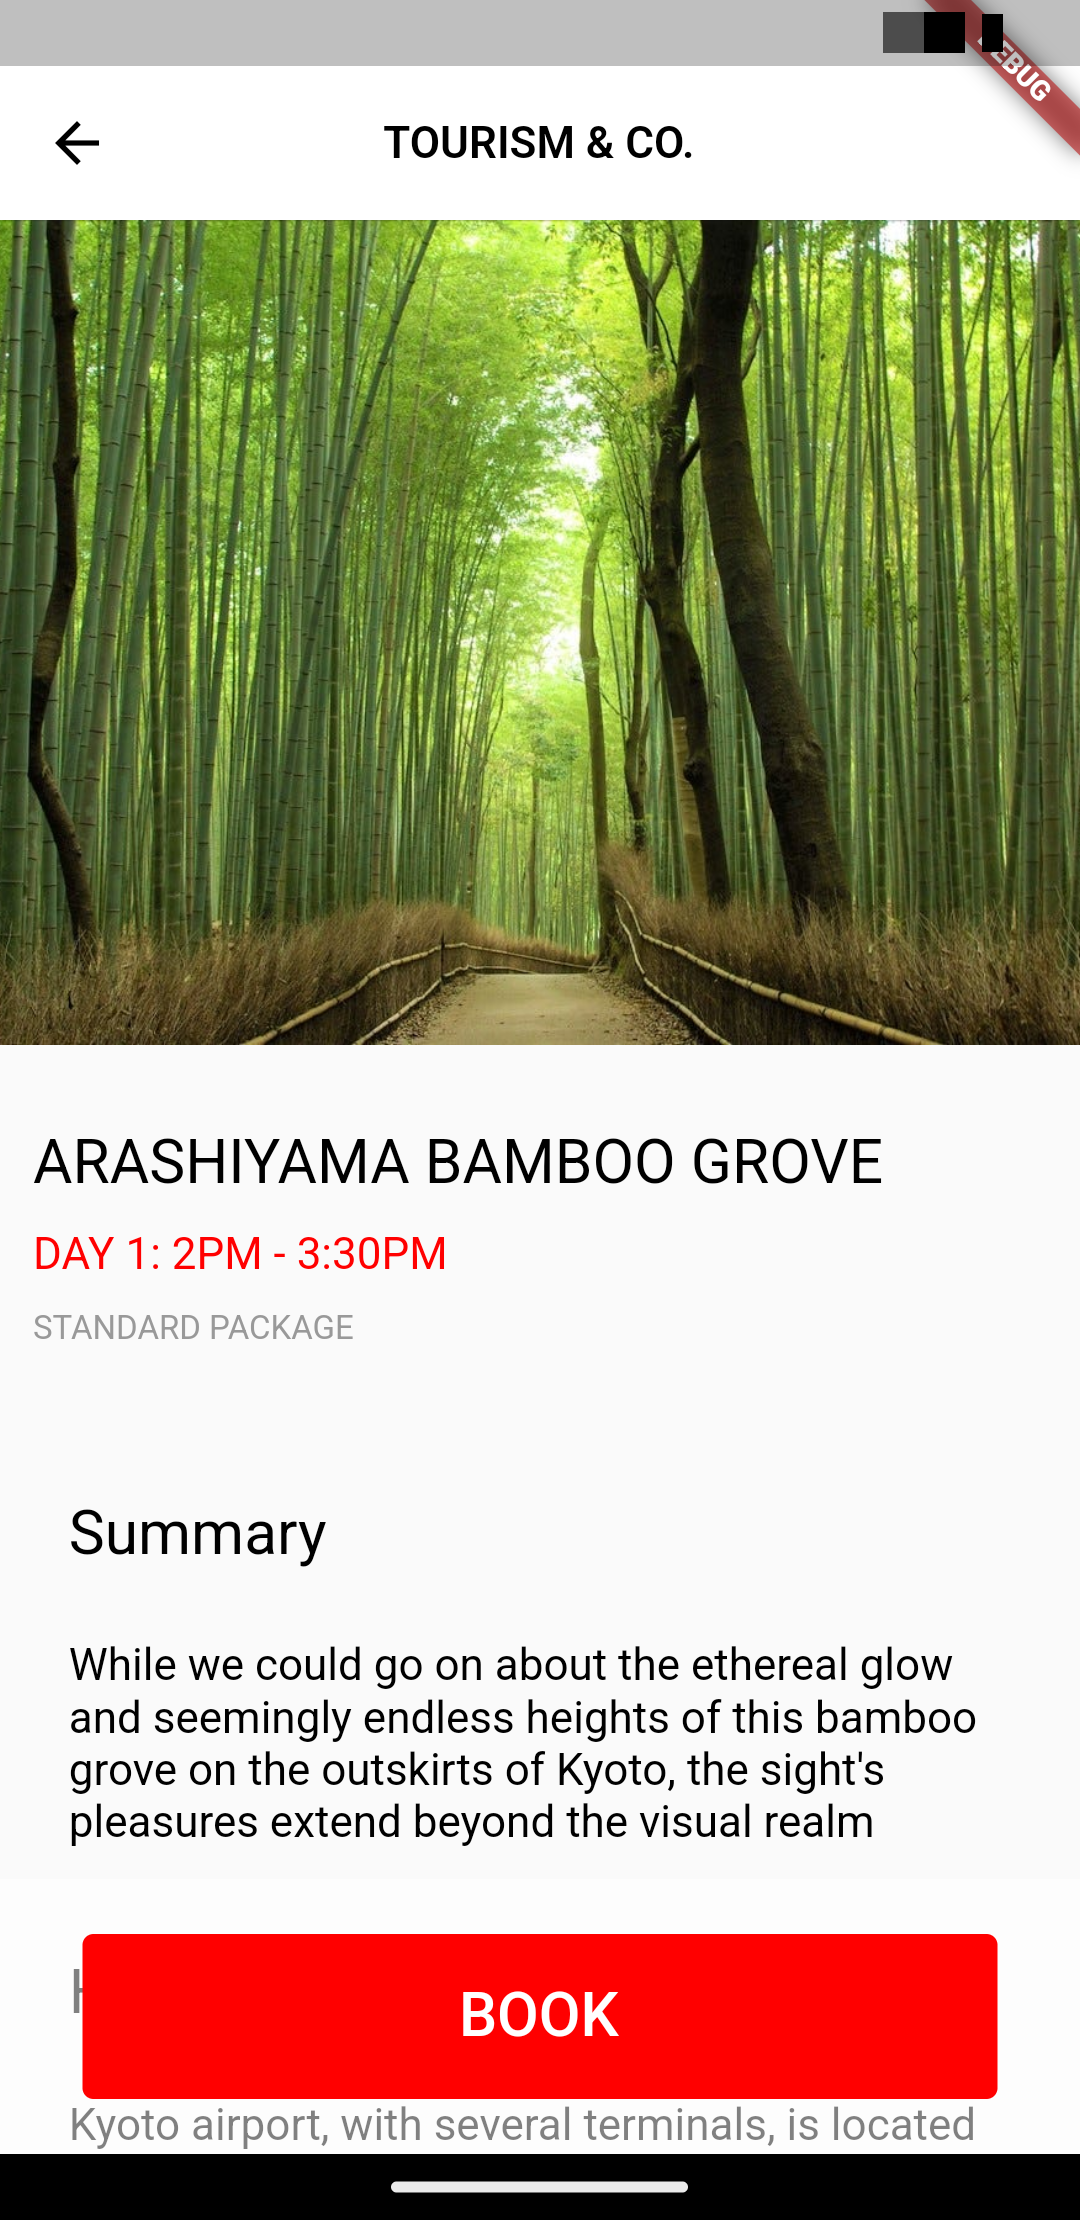 DEBUG
TOURISM & CO.
ARASHIYAMA BAMBOO GROVE
DAY 1: 2PM - 3:30PM
STANDARD PACKAGE
Summary
While we could go on about the ethereal glow
and seemingly endless heights of this bamboo
grove on the outskirts of Kyoto, the sight's
pleasures extend beyond the visual realm
BOOK
Kyoto airport, with several terminals, is located